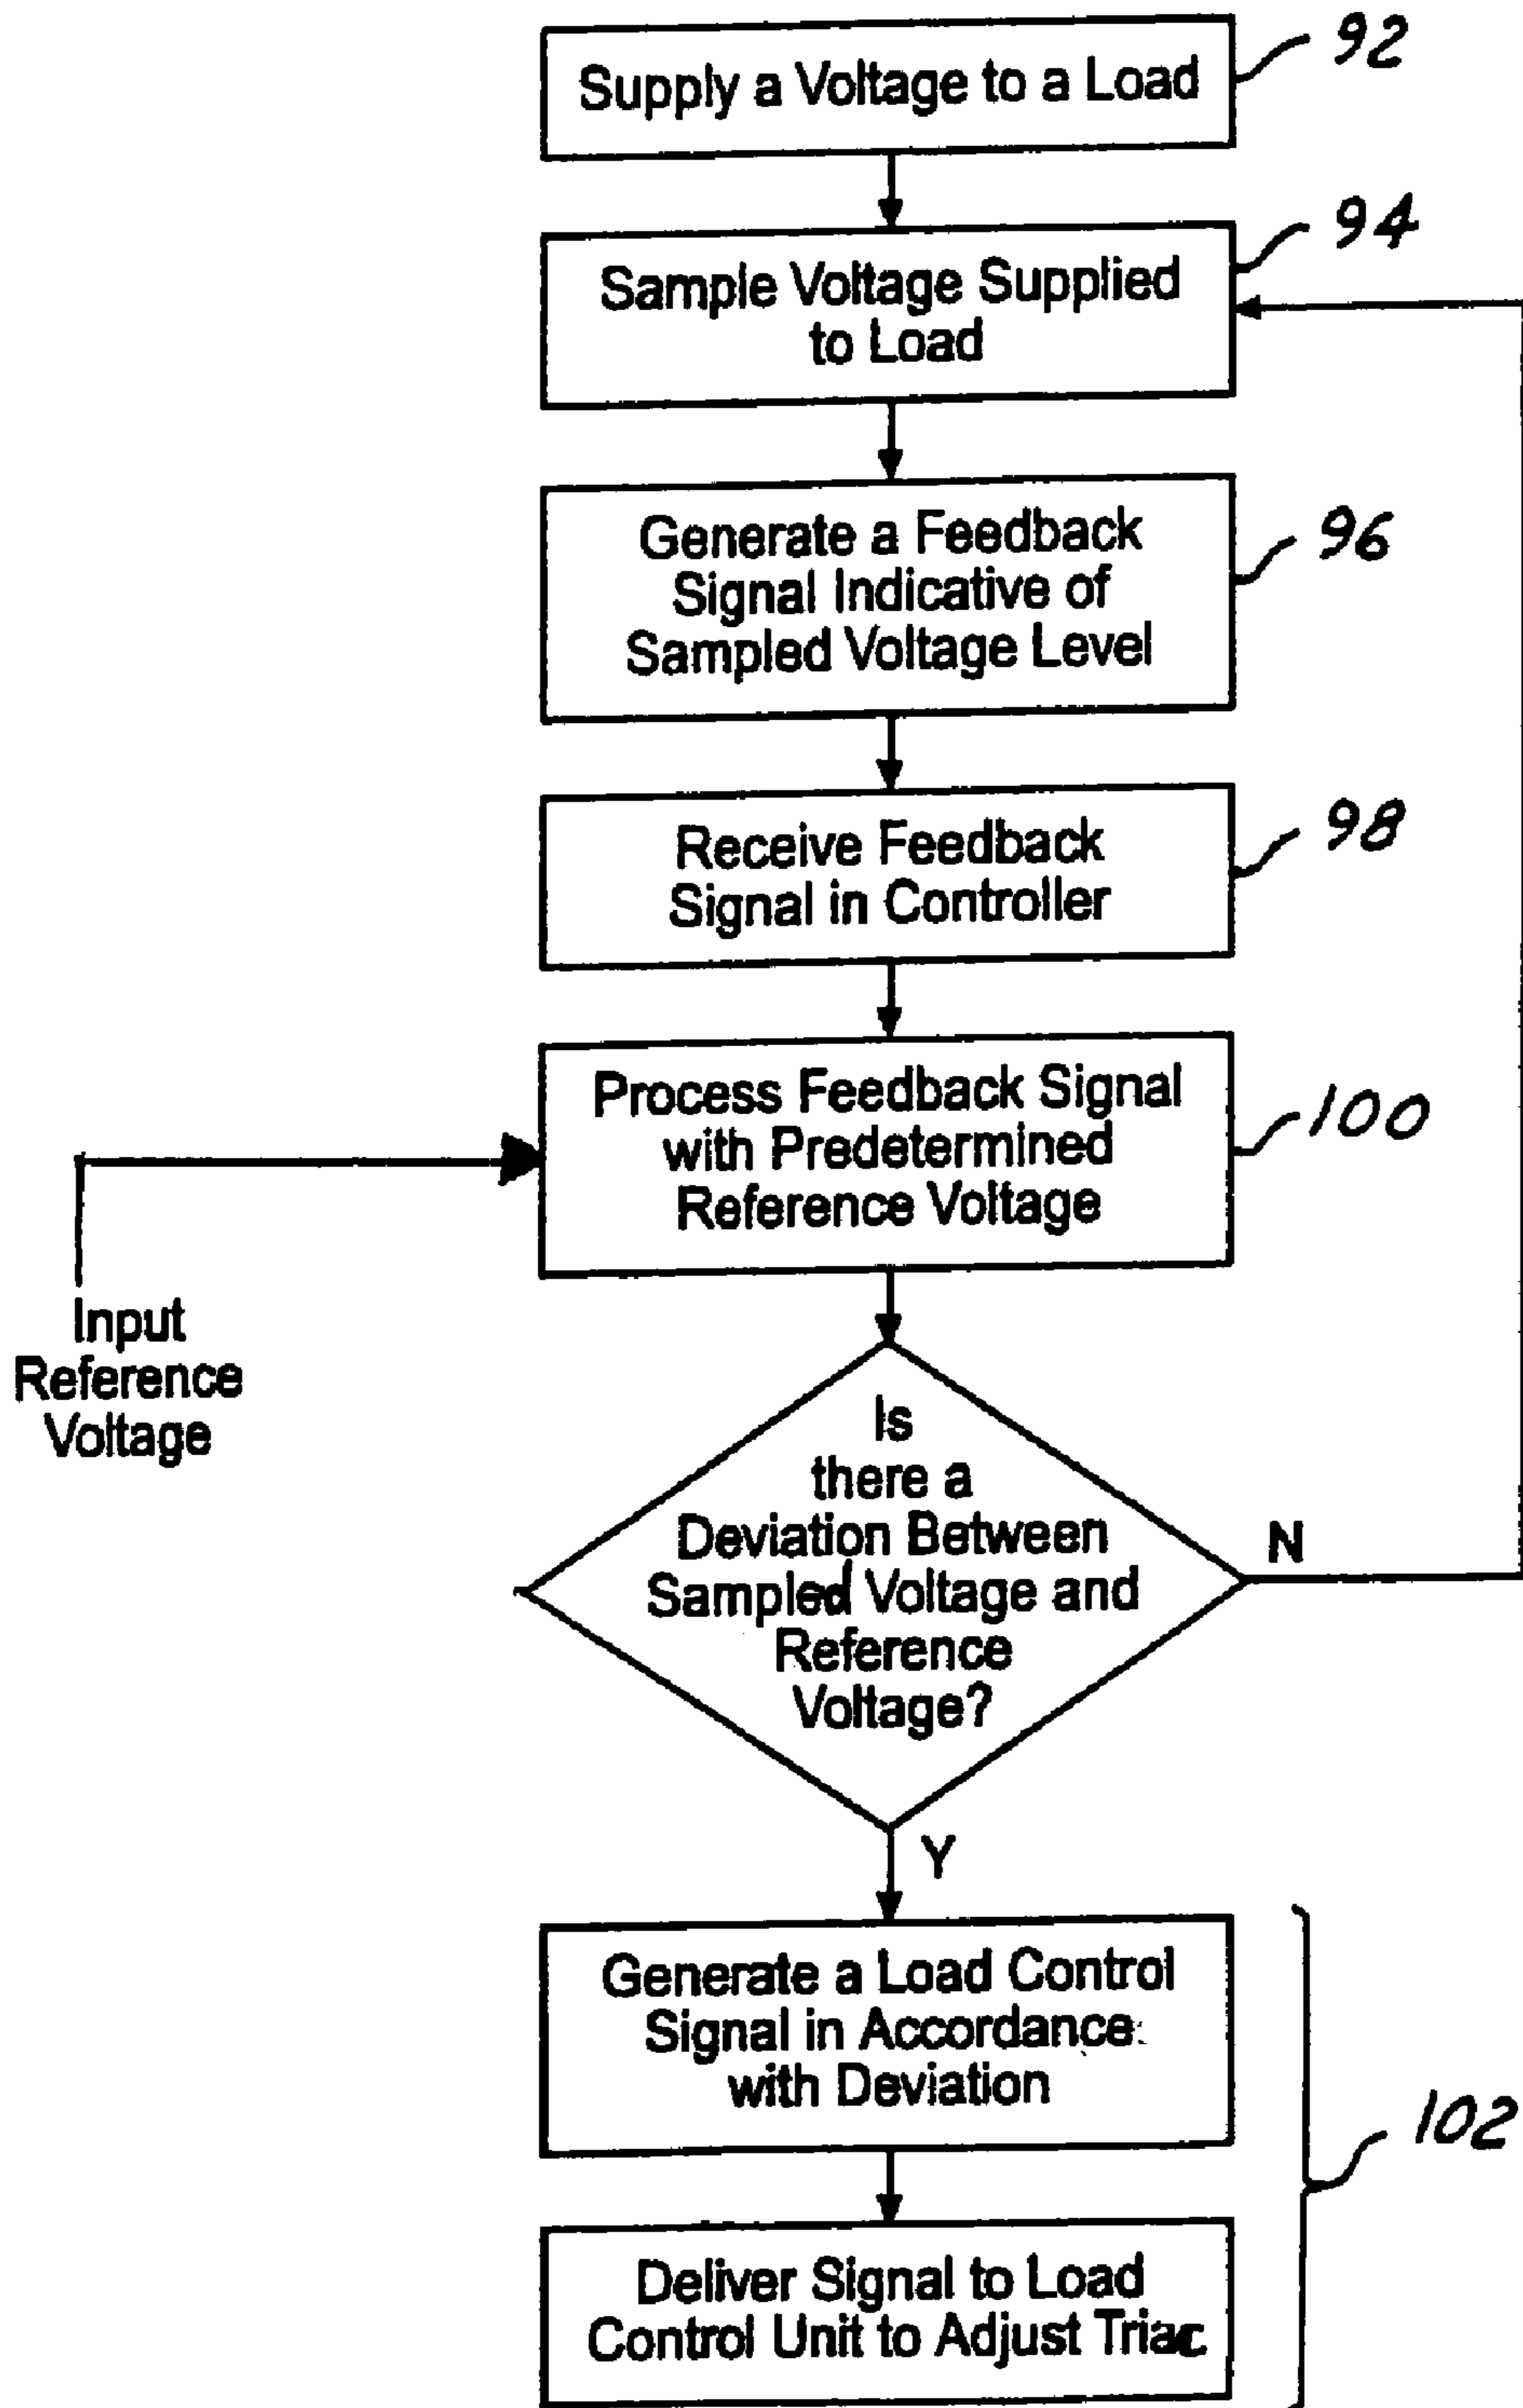 Supply a Voltage to a Load
92
Sample Voltage Supplied
to Load
94
Generate a Feedback
Signal Indicative of
Sampled Voltage Level
96
Receive Feedback
Signal in Controller
98
Process Feedback Signal
with Predetermined
Reference Voltage
100
Input
Reference
Voltage
Is
there a
Deviation Between
Sampled Voltage and
Reference
Voltage?
N
Y
Generate a Load Control
Signal in Accordance
with Deviation
102
Deliver Signal to Load
Control Unit to Adjust Triac